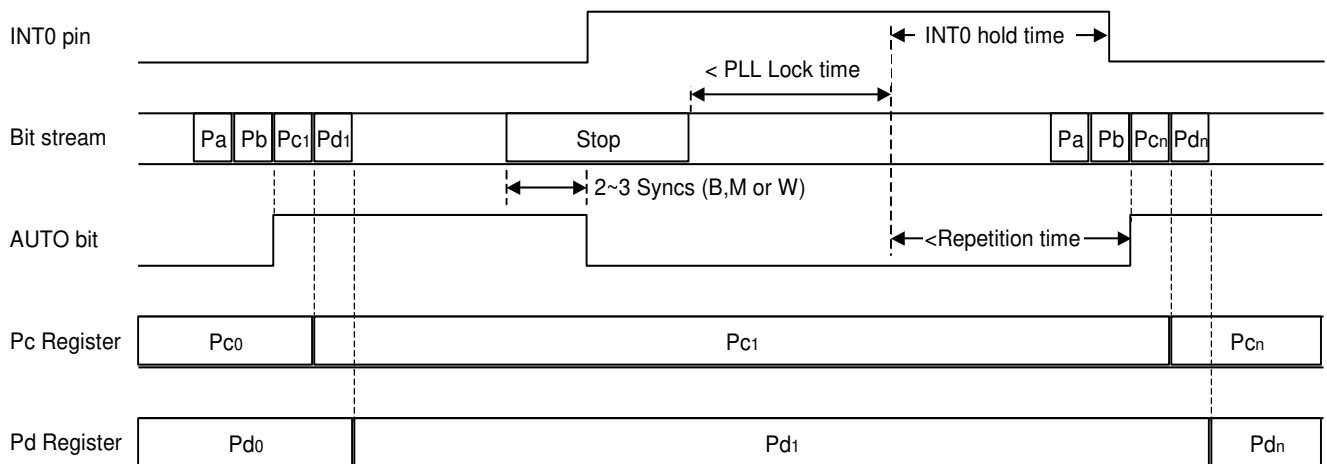 INT0 pin
INT0 hold time
< PLL Lock time
Bit stream
Pa Pb Pc1 Pd1 Stop Pa Pb Pcn Pdn
2~3 Syncs (B,M or W)
AUTO bit
<Repetition time
Pc Register Pc0 Pc1 Pcn
Pd Register Pd0 Pd1 Pdn